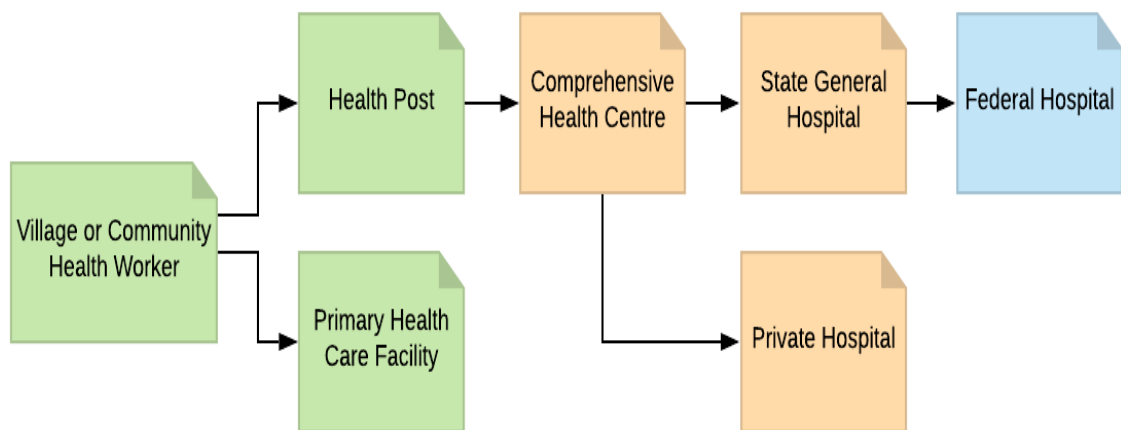 Health Post
Comprehensive
Health Centre
State General
Hospital
Federal Hospital
Village or Community
Health Worker
Primary Health
Care Facility
Private Hospital